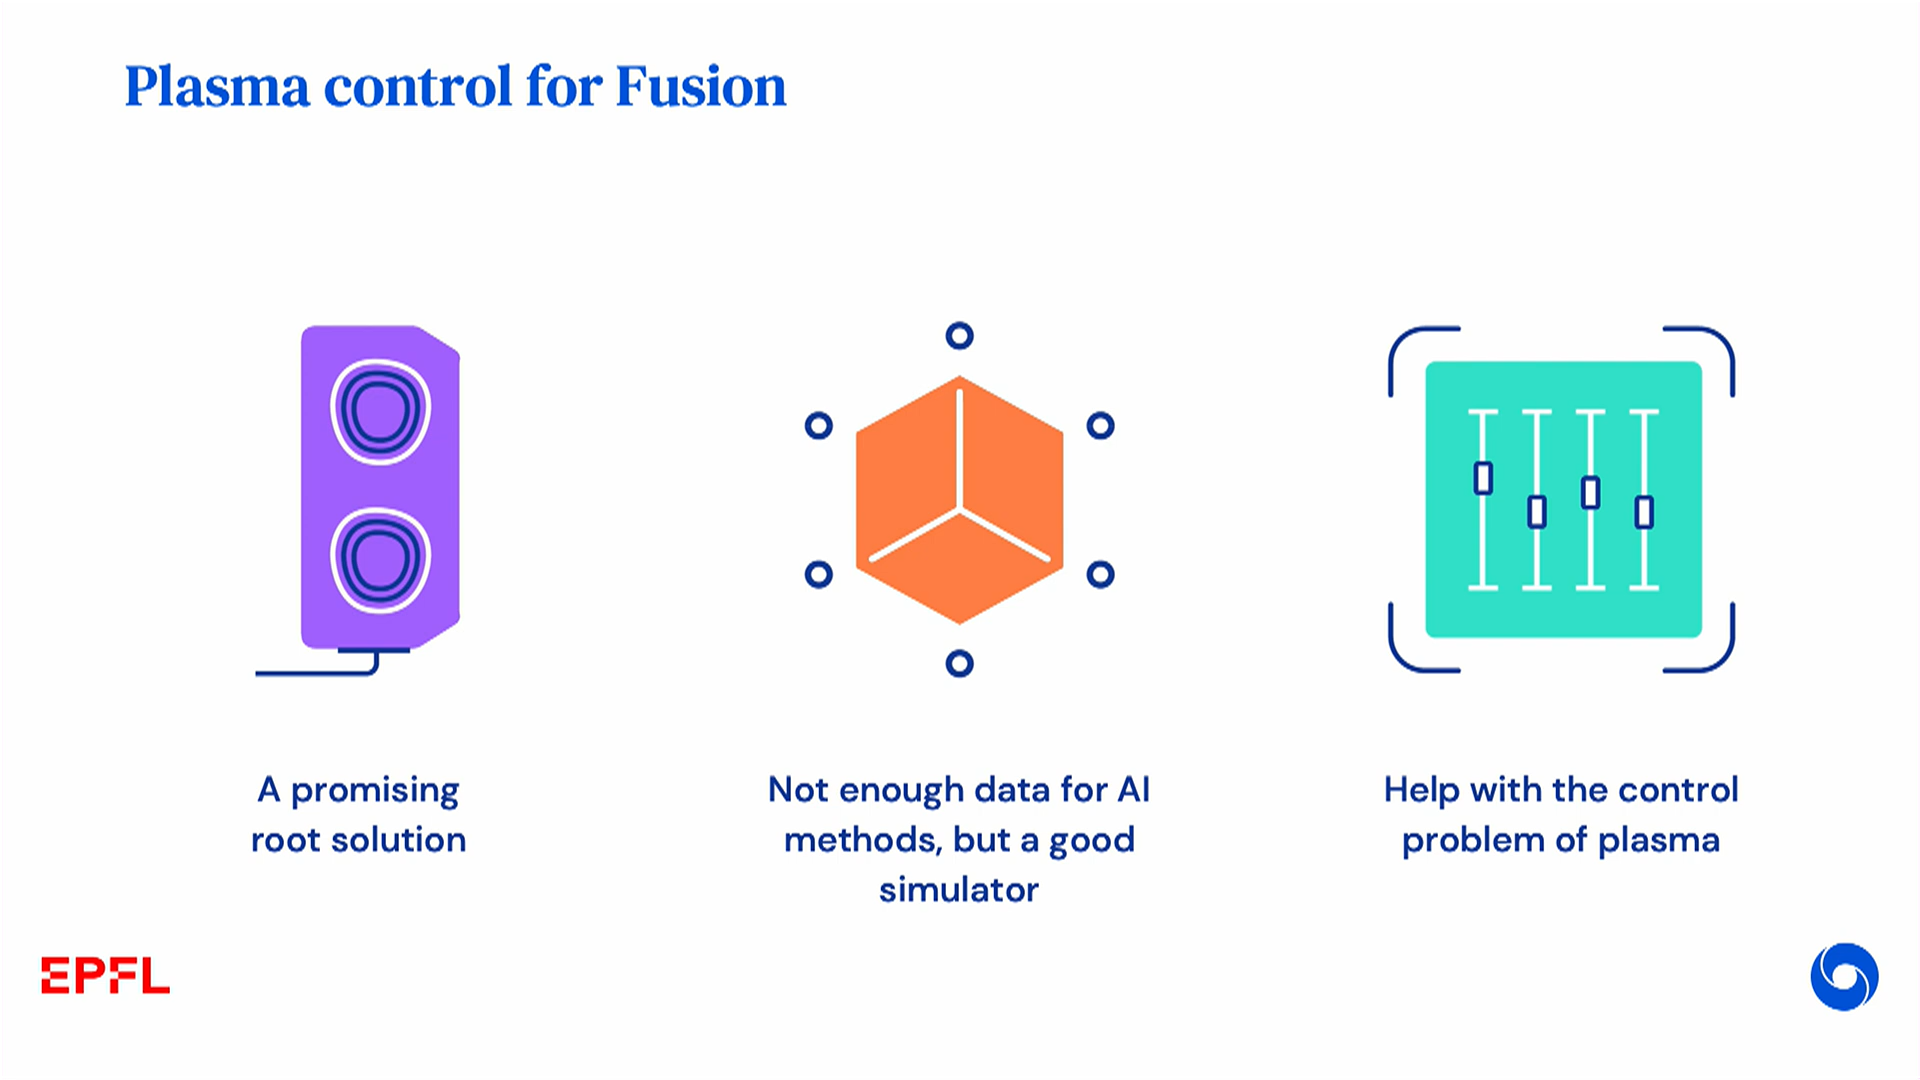 Plasma control for Fusion
A promising
root solution
Not enough data for AI
methods, but a good
simulator
Help with the control
problem of plasma
EPFL